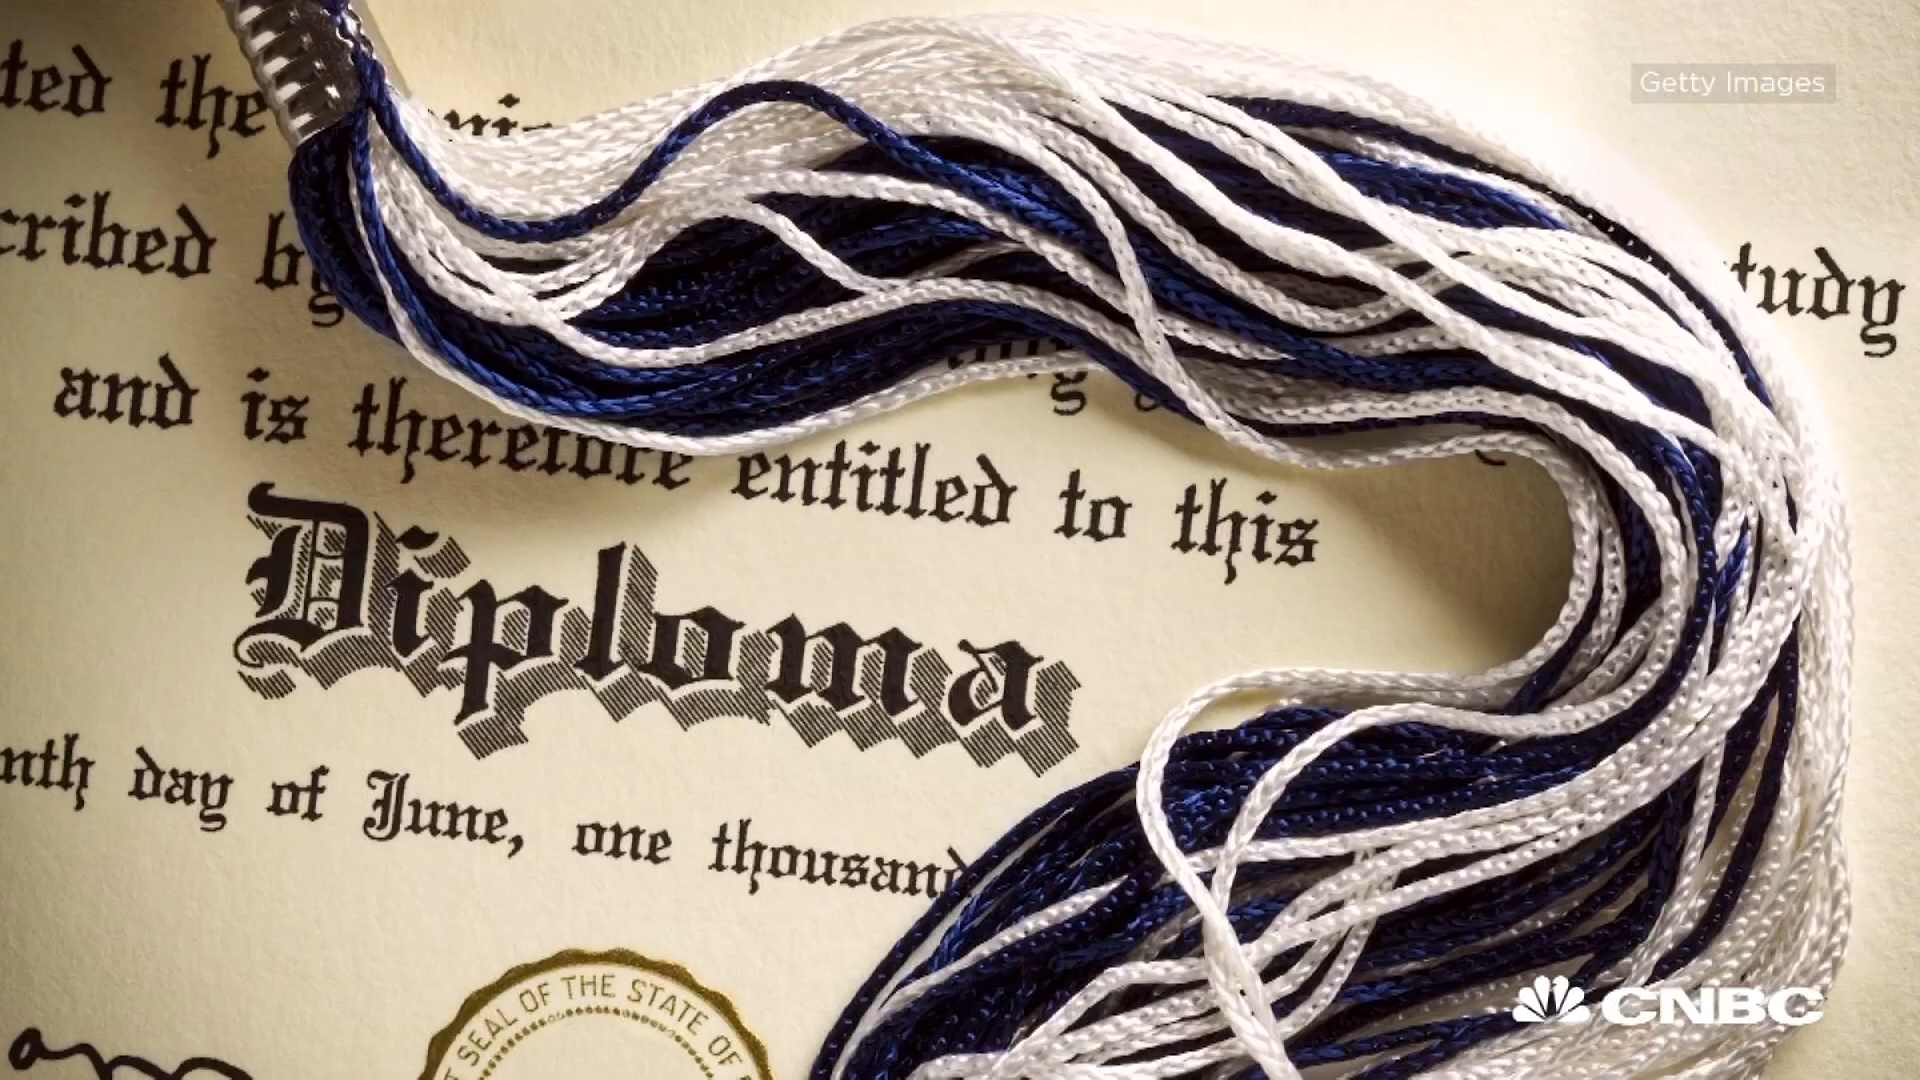 Getty Images
ted the
cribed by tudy
and is therefore entitled to this
Diploma
nth day of June, one thousand
SEAL OF THE STATE OF
CNBC